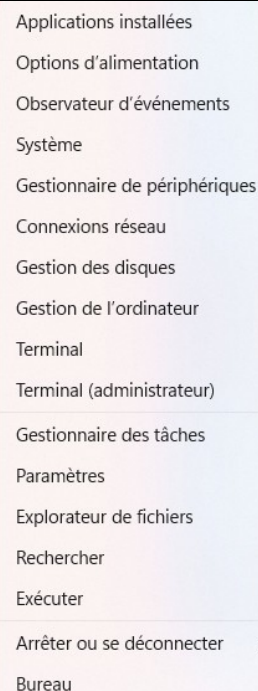 Applications installées
Options d’alimentation
Observateur d’événements
Système
Gestionnaire de périphériques
Connexions réseau
Gestion des disques
Gestion de l’ordinateur
Terminal
Terminal (administrateur)
Gestionnaire des tâches
Paramètres
Explorateur de fichiers
Rechercher
Exécuter
Arrêter ou se déconnecter
Bureau